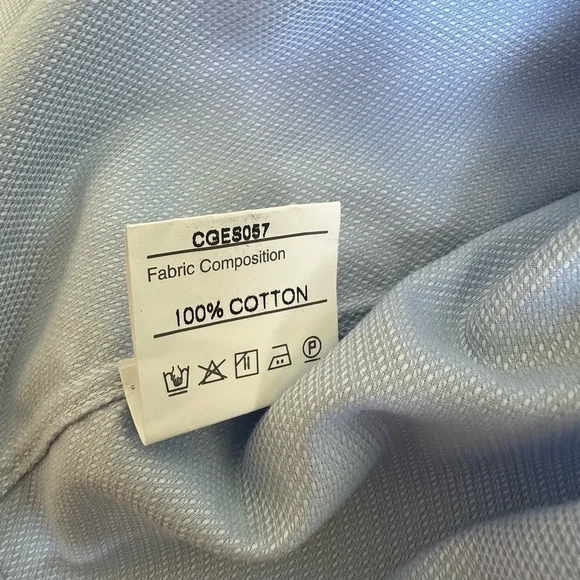 CGES057
Fabric Composition
100% COTTON
P